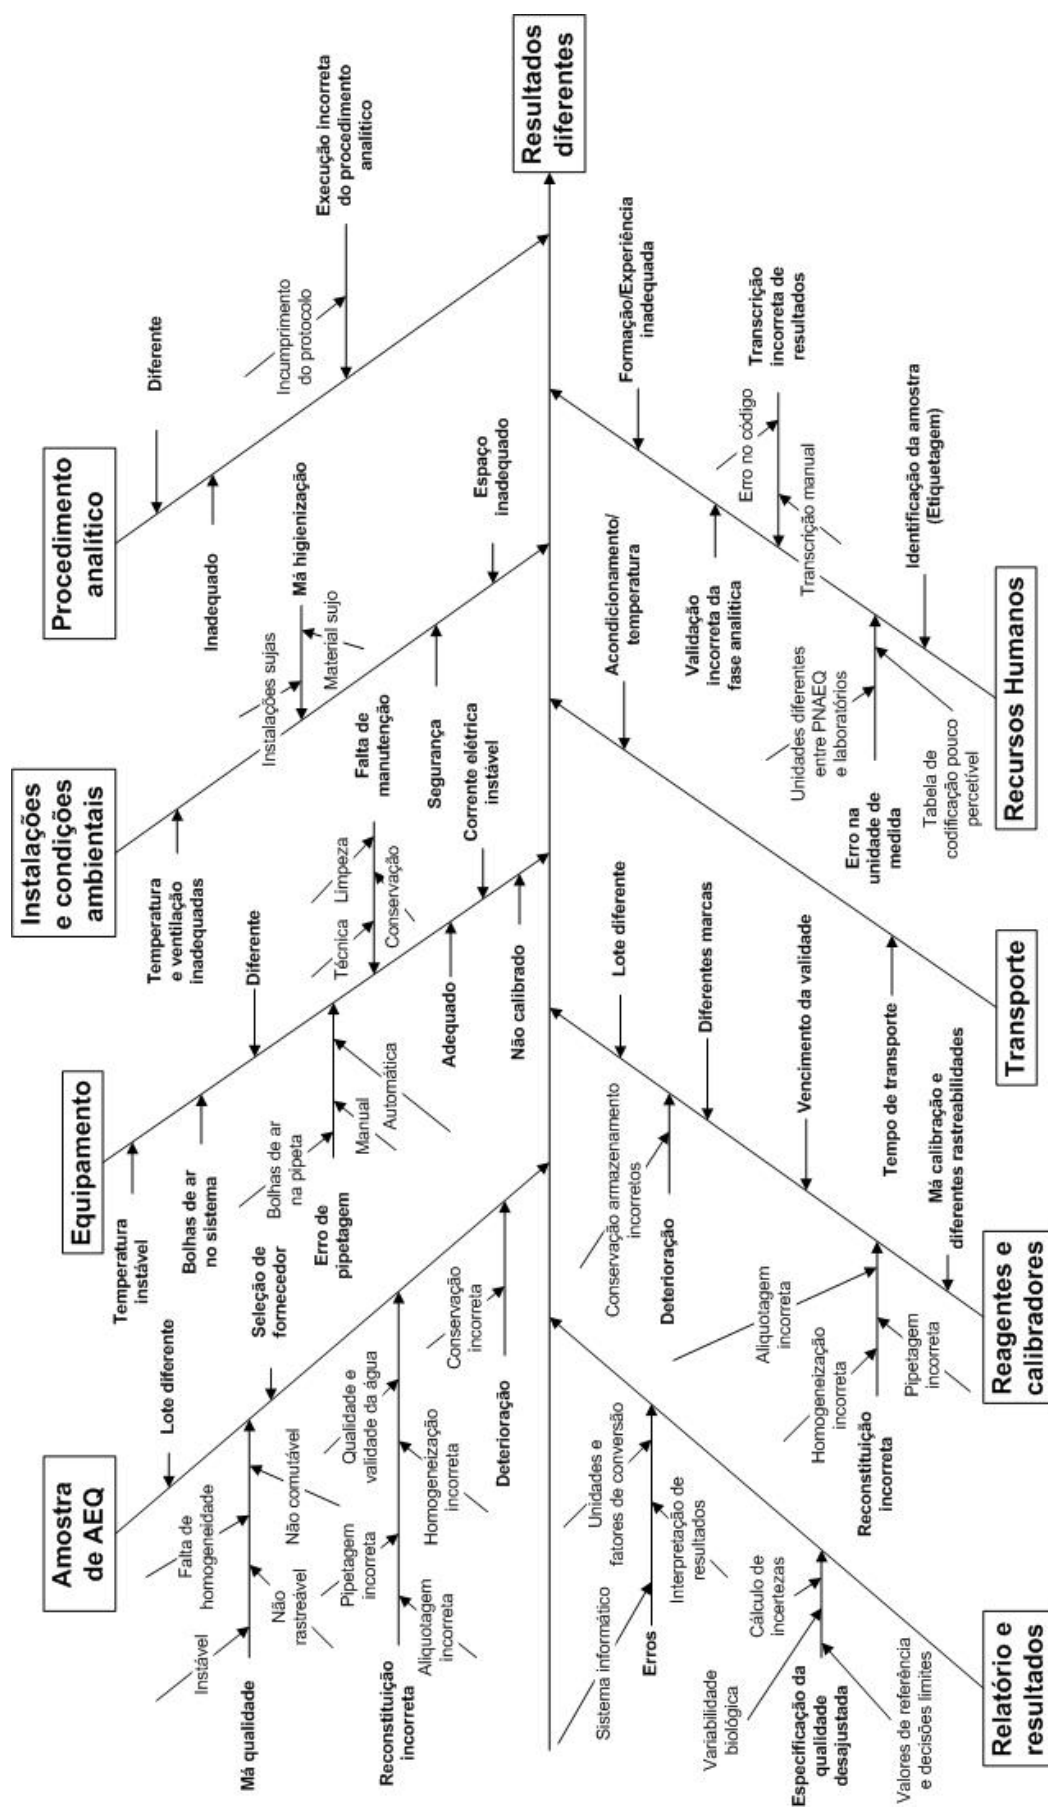 Amostra
de AEQ
Lote diferente
Seleção de
fornecedor
Instável
Falta de
homogeneidade
Não
rastreável
Não comutável
Má qualidade
Pipetagem
incorreta
Qualidade e
validade da água
Aliquotagem
incorreta
Homogeneização
incorreta
Reconstituição
incorreta
Conservação
incorreta
Deterioração
Equipamento
Temperatura
instável
Bolhas de ar
no sistema
Diferente
Bolhas de ar
na pipeta
Manual
Automática
Erro de
pipetagem
Técnica
Limpeza
Conservação
Falta de
manutenção
Adequado
Corrente elétrica
instável
Não calibrado
Instalações
e condições
ambientais
Temperatura
e ventilação
inadequadas
Instalações sujas
Material sujo
Má higienização
Segurança
Espaço
inadequado
Procedimento
analítico
Diferente
Inadequado
Incumprimento
do protocolo
Execução incorreta
do procedimento
analítico
Resultados
diferentes
Relatório e
resultados
Sistema informático
Unidades e
fatores de conversão
Interpretação de
resultados
Erros
Variabilidade
biológica
Cálculo de
incertezas
Especificação da
qualidade
desajustada
Valores de referência
e decisões limites
Reagentes e
calibradores
Lote diferente
Conservação armazenamento
incorretos
Deterioração
Diferentes marcas
Vencimento da validade
Aliquotagem
incorreta
Homogeneização
incorreta
Pipetagem
incorreta
Reconstituição
incorreta
Má calibração e
diferentes rastreabilidades
Transporte
Acondicionamento/
temperatura
Tempo de transporte
Recursos Humanos
Formação/Experiência
inadequada
Validação
incorreta da
fase analítica
Erro no código
Transcrição manual
Transcrição
incorreta de
resultados
Unidades diferentes
entre PNAEQ
e laboratórios
Erro na
unidade de
medida
Tabela de
codificação pouco
percetível
Identificação da amostra
(Etiquetagem)